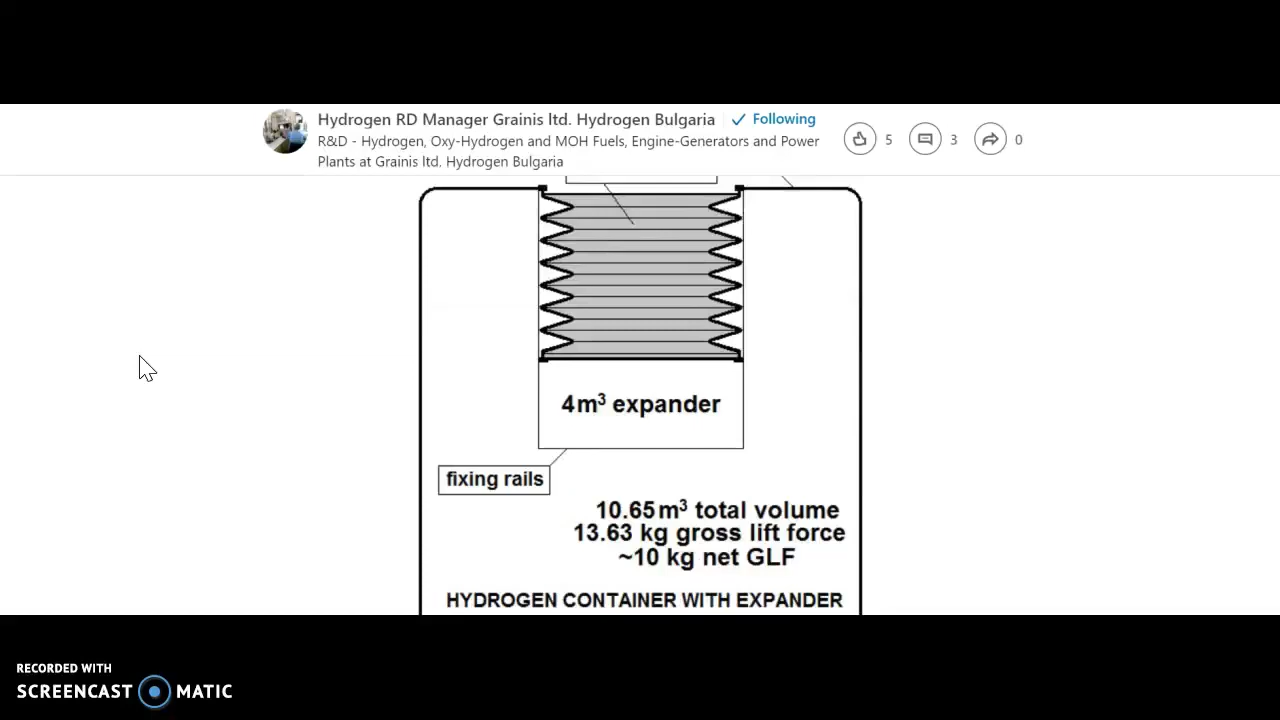 Hydrogen RD Manager Grainis ltd. Hydrogen Bulgaria
Following
R&D - Hydrogen, Oxy-Hydrogen and MOH Fuels, Engine-Generators and Power
Plants at Grainis ltd. Hydrogen Bulgaria
5
3
0
4m³ expander
fixing rails
10.65m³ total volume
13.63 kg gross lift force
~10 kg net GLF
HYDROGEN CONTAINER WITH EXPANDER
RECORDED WITH
SCREENCAST MATIC